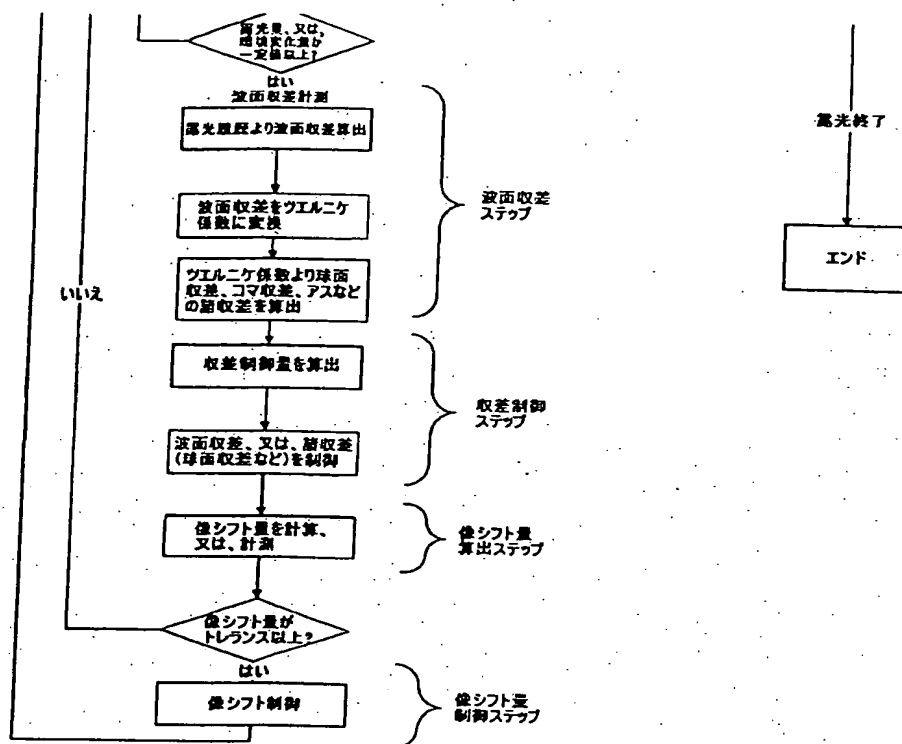 露光量、又は、
環境変化量が
一定値以上?
はい
波面収差計測
露光履歴より波面収差算出
波面収差をツエルニケ
係数に変換
ツエルニケ係数より球面
収差、コマ収差、アスなど
の諸収差を算出
波面収差
ステップ
いいえ
収差制御量を算出
波面収差、又は、諸収差
(球面収差など)を制御
収差制御
ステップ
像シフト量を計算、
又は、計測
像シフト量
算出ステップ
像シフト量が
トレランス以上?
はい
像シフト制御
像シフト量
制御ステップ
露光終了
エンド